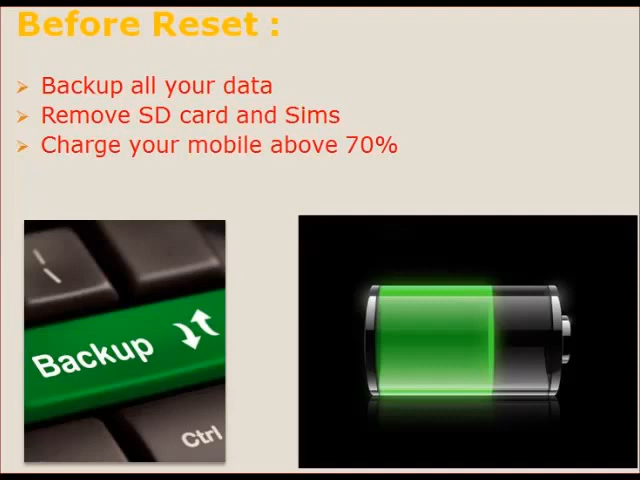 Before Reset :
Backup all your data
Remove SD card and Sims
Charge your mobile above 70%
Backup
Ctrl